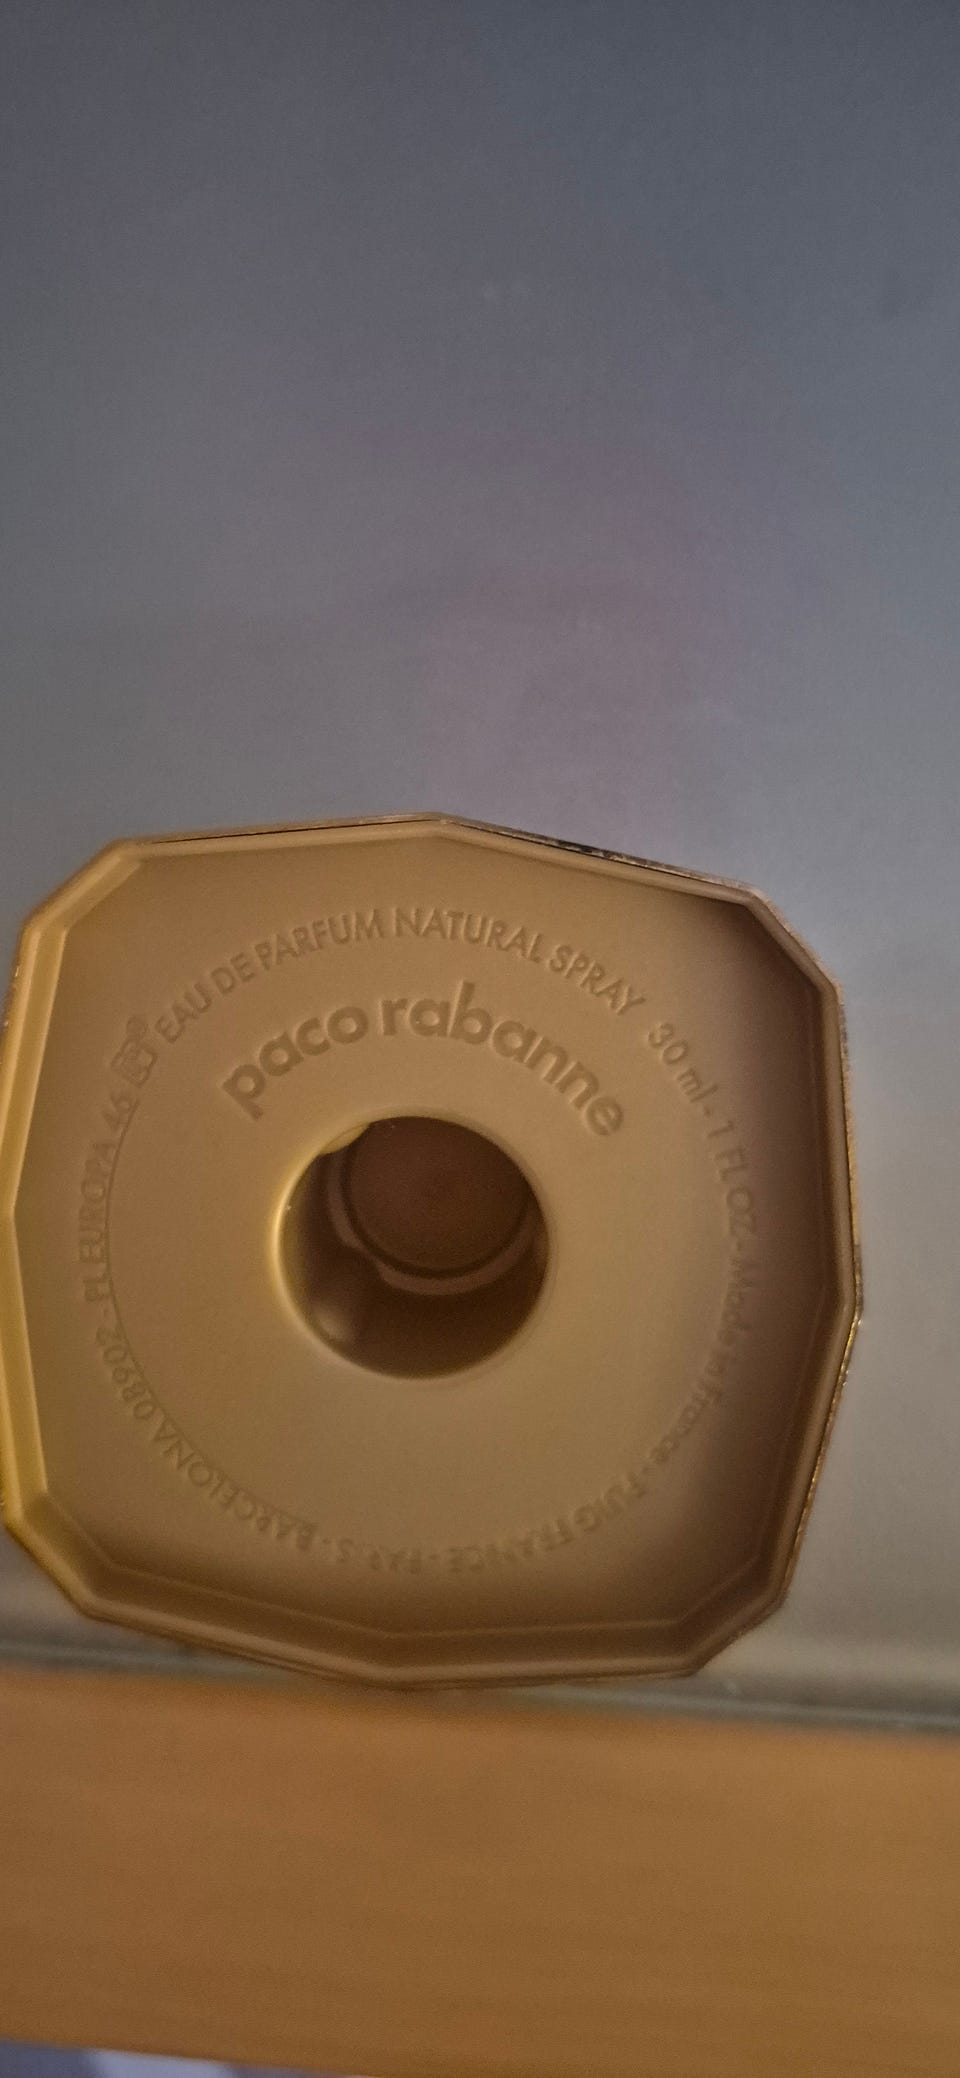 EAU DE PARFUM NATURAL SPRAY 30 ml - 1 FL OZ - Made in France - PUIG FRANCE - PARIS - BARCELONA 08902 - PL EUROPA 46
paco rabanne